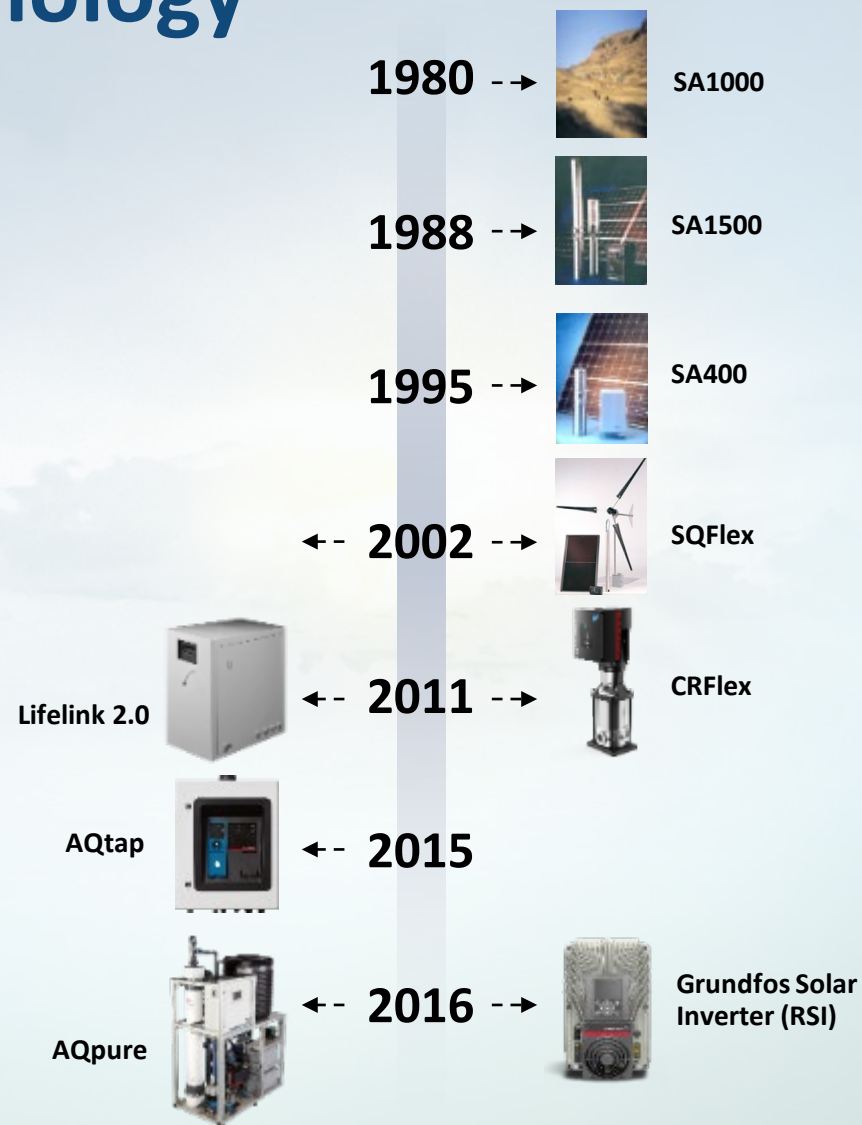 nology
1980
SA1000
1988
SA1500
1995
SA400
2002
SQFlex
Lifelink 2.0
2011
CRFlex
AQtap
2015
AQpure
2016
Grundfos Solar
Inverter (RSI)